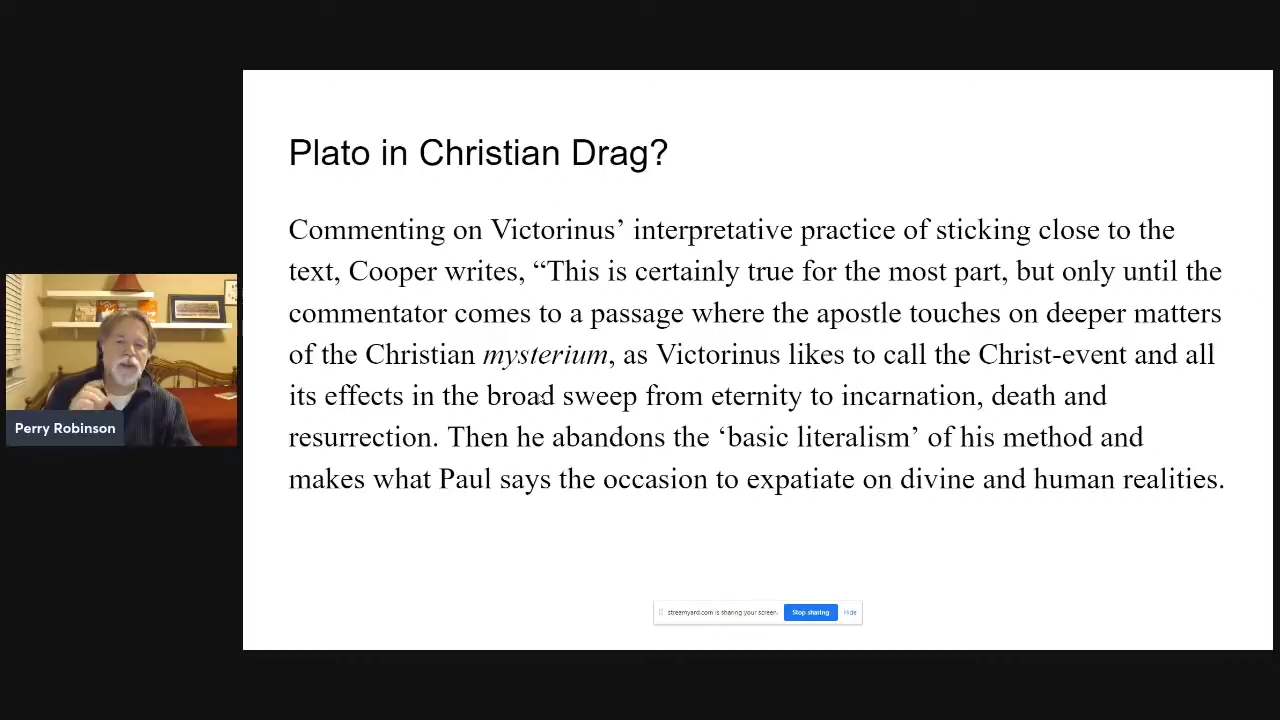 Plato in Christian Drag?
Commenting on Victorinus’ interpretative practice of sticking close to the
text, Cooper writes, “This is certainly true for the most part, but only until the
commentator comes to a passage where the apostle touches on deeper matters
of the Christian mysterium, as Victorinus likes to call the Christ-event and all
its effects in the broad sweep from eternity to incarnation, death and
resurrection. Then he abandons the ‘basic literalism’ of his method and
makes what Paul says the occasion to expatiate on divine and human realities.
Perry Robinson
streamyard.com is sharing your screen.
Stop sharing
Hide